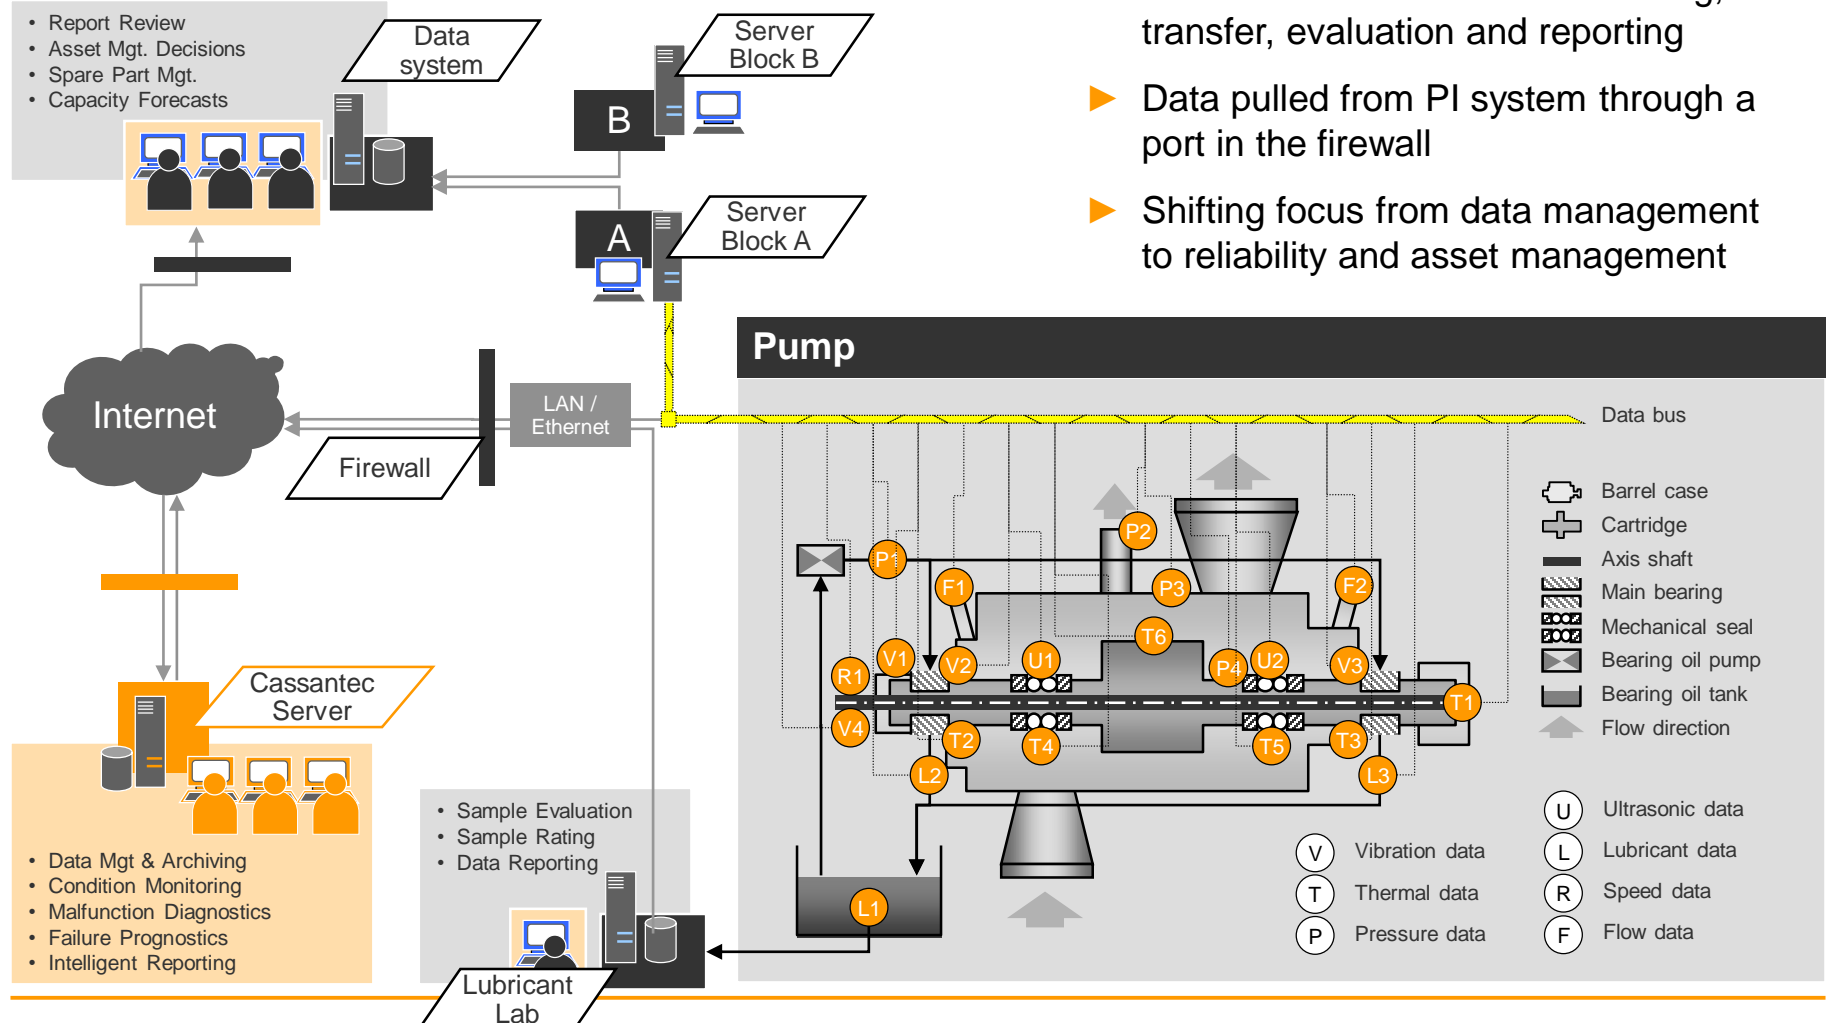 • Report Review
• Asset Mgt. Decisions
• Spare Part Mgt.
• Capacity Forecasts
Data
system
Server
Block B
B
Server
Block A
A
transfer, evaluation and reporting
► Data pulled from PI system through a
port in the firewall
► Shifting focus from data management
to reliability and asset management
Internet
LAN /
Ethernet
Firewall
Cassantec
Server
• Data Mgt & Archiving
• Condition Monitoring
• Malfunction Diagnostics
• Failure Prognostics
• Intelligent Reporting
• Sample Evaluation
• Sample Rating
• Data Reporting
Lubricant
Lab
Pump
Data bus
P2
P1
F1
P3
F2
T6
V1
V2
U1
P4
U2
V3
R1
T1
V4
T2
T4
T5
T3
L2
L3
L1
Barrel case
Cartridge
Axis shaft
Main bearing
Mechanical seal
Bearing oil pump
Bearing oil tank
Flow direction
U Ultrasonic data
V Vibration data
L Lubricant data
T Thermal data
R Speed data
P Pressure data
F Flow data